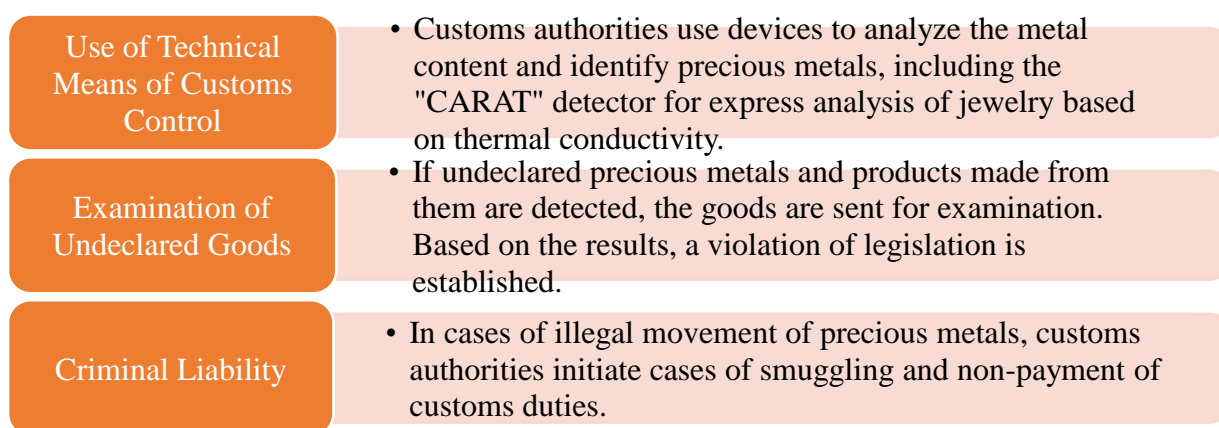 Use of Technical
Means of Customs
Control
• Customs authorities use devices to analyze the metal
content and identify precious metals, including the
"CARAT" detector for express analysis of jewelry based
on thermal conductivity.
Examination of
Undeclared Goods
• If undeclared precious metals and products made from
them are detected, the goods are sent for examination.
Based on the results, a violation of legislation is
established.
Criminal Liability
• In cases of illegal movement of precious metals, customs
authorities initiate cases of smuggling and non-payment of
customs duties.